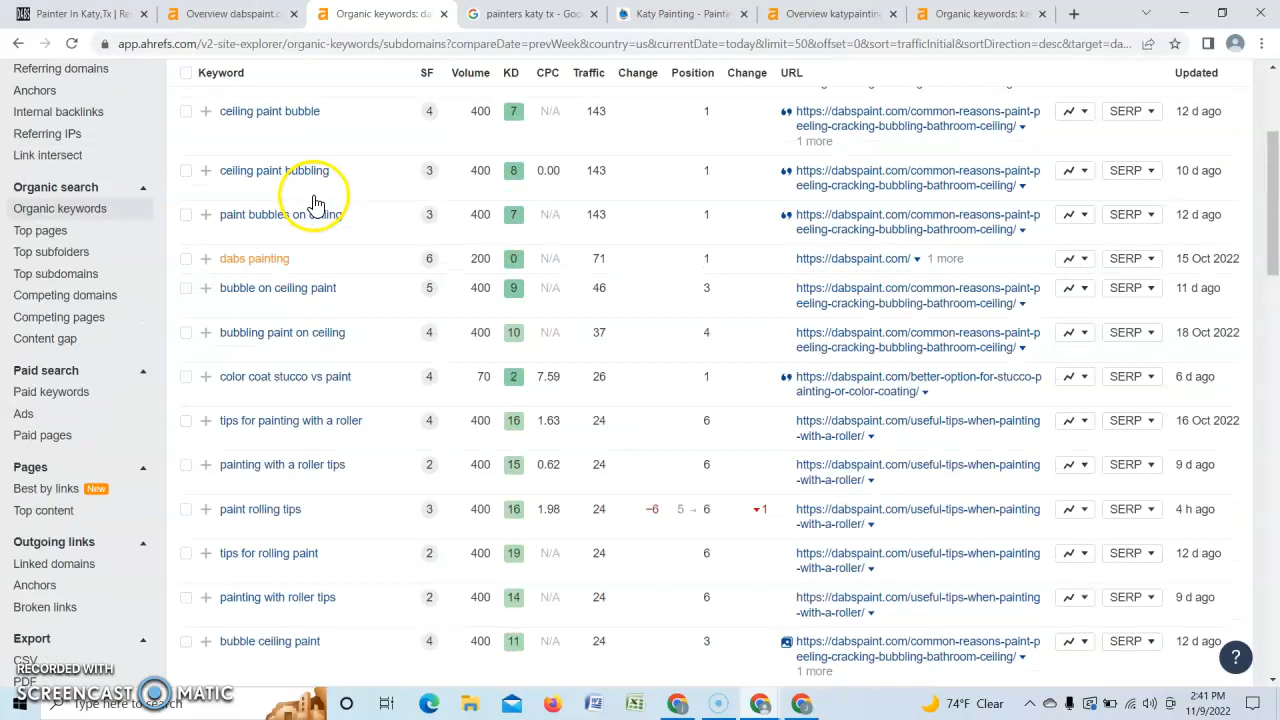 Painter In Katy,Tx | Res
Overview dabspaint.c
Organic keywords: da
painters katy tx - Goo
Katy Painting - Paintin
Overview katypainting
Organic keywords: ka
app.ahrefs.com/v2-site-explorer/organic-keywords/subdomains?compareDate=prevWeek&country=us&currentDate=today&limit=50&offset=0&sort=trafficInitial&sortDirection=desc&target=da...
Referring domains
Anchors
Internal backlinks
Referring IPs
Link intersect
Organic search
Organic keywords
Top pages
Top subfolders
Top subdomains
Competing domains
Competing pages
Content gap
Paid search
Paid keywords
Ads
Paid pages
Pages
Best by links New
Top content
Outgoing links
Linked domains
Anchors
Broken links
Export
CSV
PDF
Keyword SF Volume KD CPC Traffic Change Position Change URL Updated
ceiling paint bubble 4 400 7 N/A 143 1 https://dabspaint.com/common-reasons-paint-p SERP 12 d ago
eeling-cracking-bubbling-bathroom-ceiling/
1 more
ceiling paint bubbling 3 400 8 0.00 143 1 https://dabspaint.com/common-reasons-paint-p SERP 10 d ago
eeling-cracking-bubbling-bathroom-ceiling/
paint bubbles on ceiling 3 400 7 N/A 143 1 https://dabspaint.com/common-reasons-paint-p SERP 12 d ago
eeling-cracking-bubbling-bathroom-ceiling/
dabs painting 6 200 0 N/A 71 1 https://dabspaint.com/ 1 more SERP 15 Oct 2022
bubble on ceiling paint 5 400 9 N/A 46 3 https://dabspaint.com/common-reasons-paint-p SERP 11 d ago
eeling-cracking-bubbling-bathroom-ceiling/
bubbling paint on ceiling 4 400 10 N/A 37 4 https://dabspaint.com/common-reasons-paint-p SERP 18 Oct 2022
eeling-cracking-bubbling-bathroom-ceiling/
color coat stucco vs paint 4 70 2 7.59 26 1 https://dabspaint.com/better-option-for-stucco-p SERP 6 d ago
ainting-or-color-coating/
tips for painting with a roller 4 400 16 1.63 24 6 https://dabspaint.com/useful-tips-when-painting SERP 16 Oct 2022
-with-a-roller/
painting with a roller tips 2 400 15 0.62 24 6 https://dabspaint.com/useful-tips-when-painting SERP 9 d ago
-with-a-roller/
paint rolling tips 3 400 16 1.98 24 −6 5 → 6 1 https://dabspaint.com/useful-tips-when-painting SERP 4 h ago
-with-a-roller/
tips for rolling paint 2 400 19 N/A 24 6 https://dabspaint.com/useful-tips-when-painting SERP 12 d ago
-with-a-roller/
painting with roller tips 2 400 14 N/A 24 6 https://dabspaint.com/useful-tips-when-painting SERP 9 d ago
-with-a-roller/
bubble ceiling paint 4 400 11 N/A 24 3 https://dabspaint.com/common-reasons-paint-p SERP 12 d ago
eeling-cracking-bubbling-bathroom-ceiling/
1 more
?
RECORDED WITH
SCREENCAST MATIC
Type here to search
74°F Clear
2:41 PM
11/9/2022